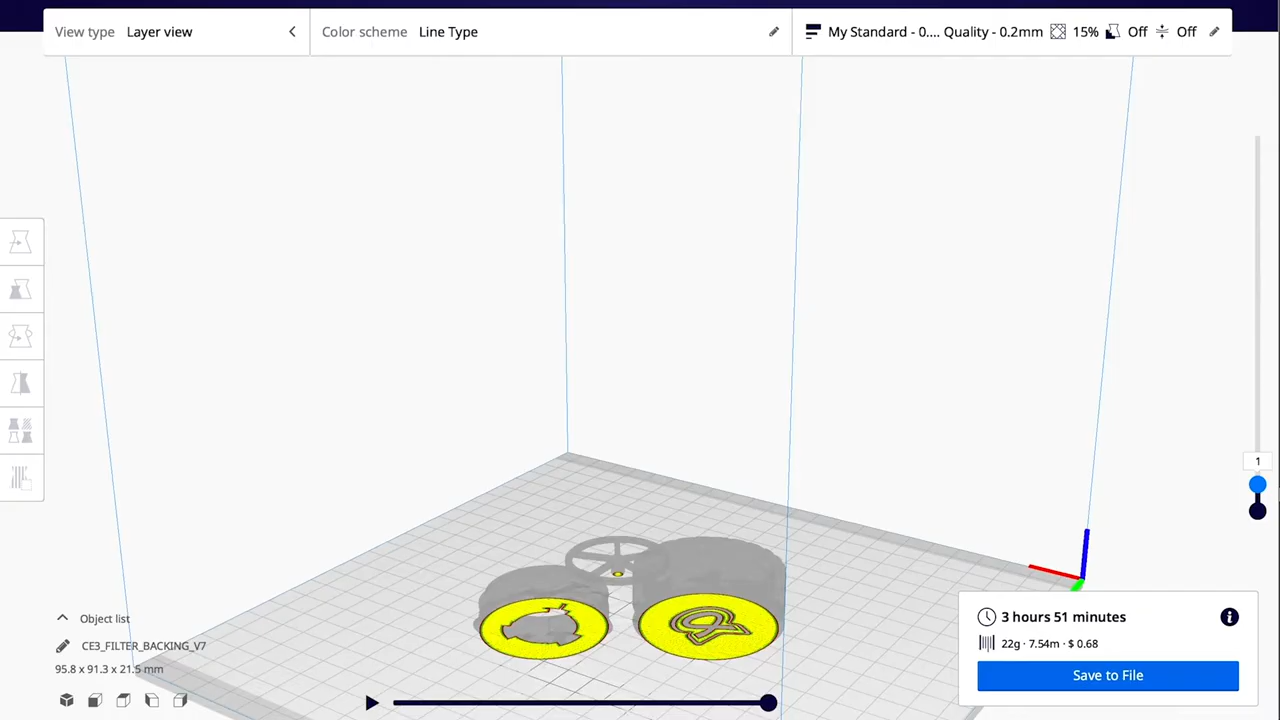 View type Layer view
Color scheme Line Type
My Standard - 0.... Quality - 0.2mm 15% Off Off
1
3 hours 51 minutes
22g · 7.54m · $ 0.68
Save to File
Object list
CE3_FILTER_BACKING_V7
95.8 x 91.3 x 21.5 mm